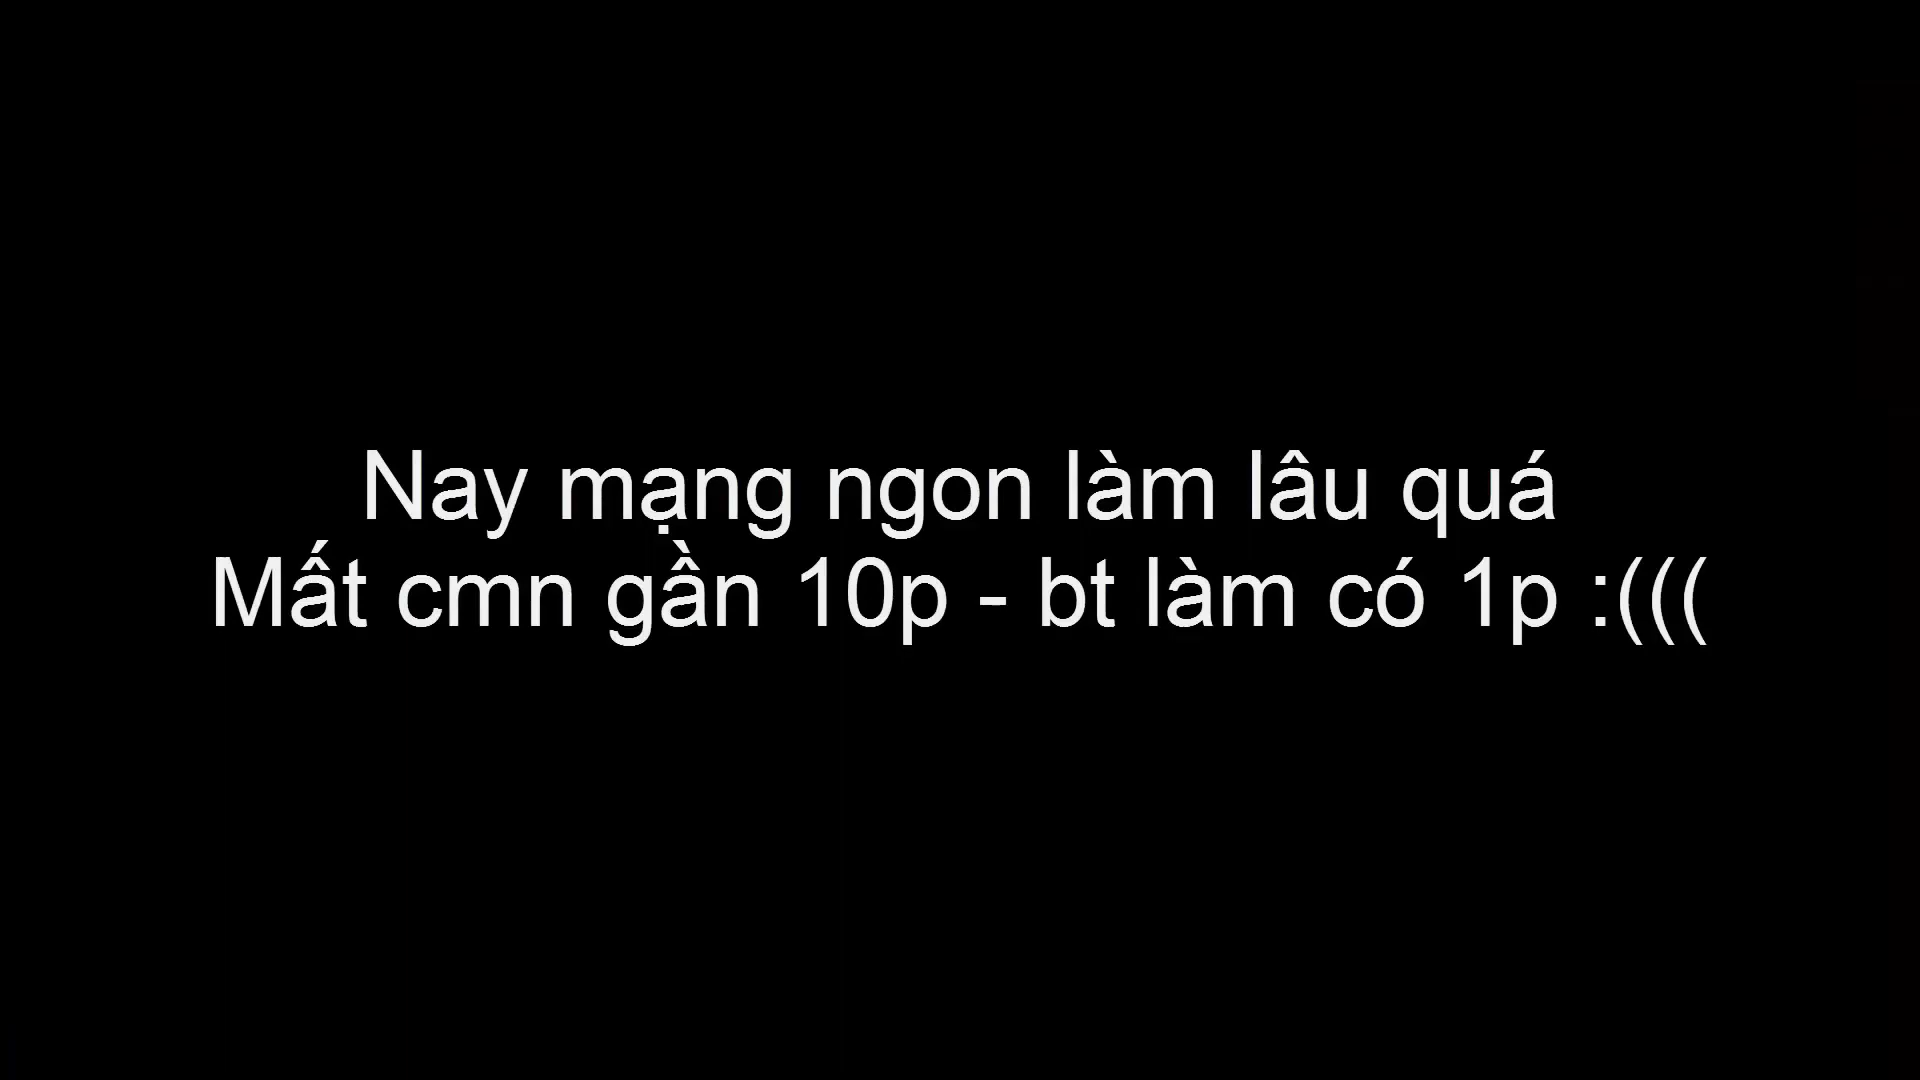 Nay mạng ngon làm lâu quá
Mất cmn gần 10p - bt làm có 1p :(((